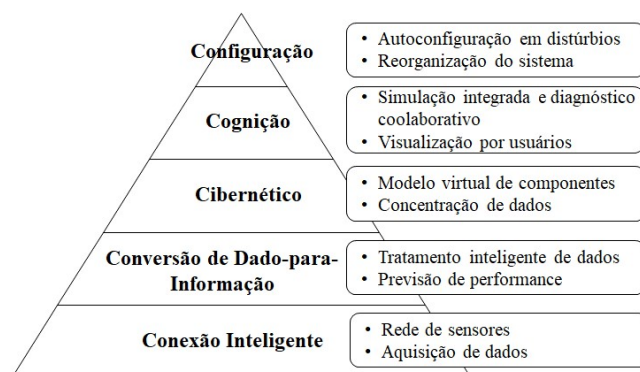 Configuração
• Autoconfiguração em distúrbios
• Reorganização do sistema
Cognição
• Simulação integrada e diagnóstico
coolaborativo
• Visualização por usuários
Cibernético
• Modelo virtual de componentes
• Concentração de dados
Conversão de Dado-para-
Informação
• Tratamento inteligente de dados
• Previsão de performance
Conexão Inteligente
• Rede de sensores
• Aquisição de dados